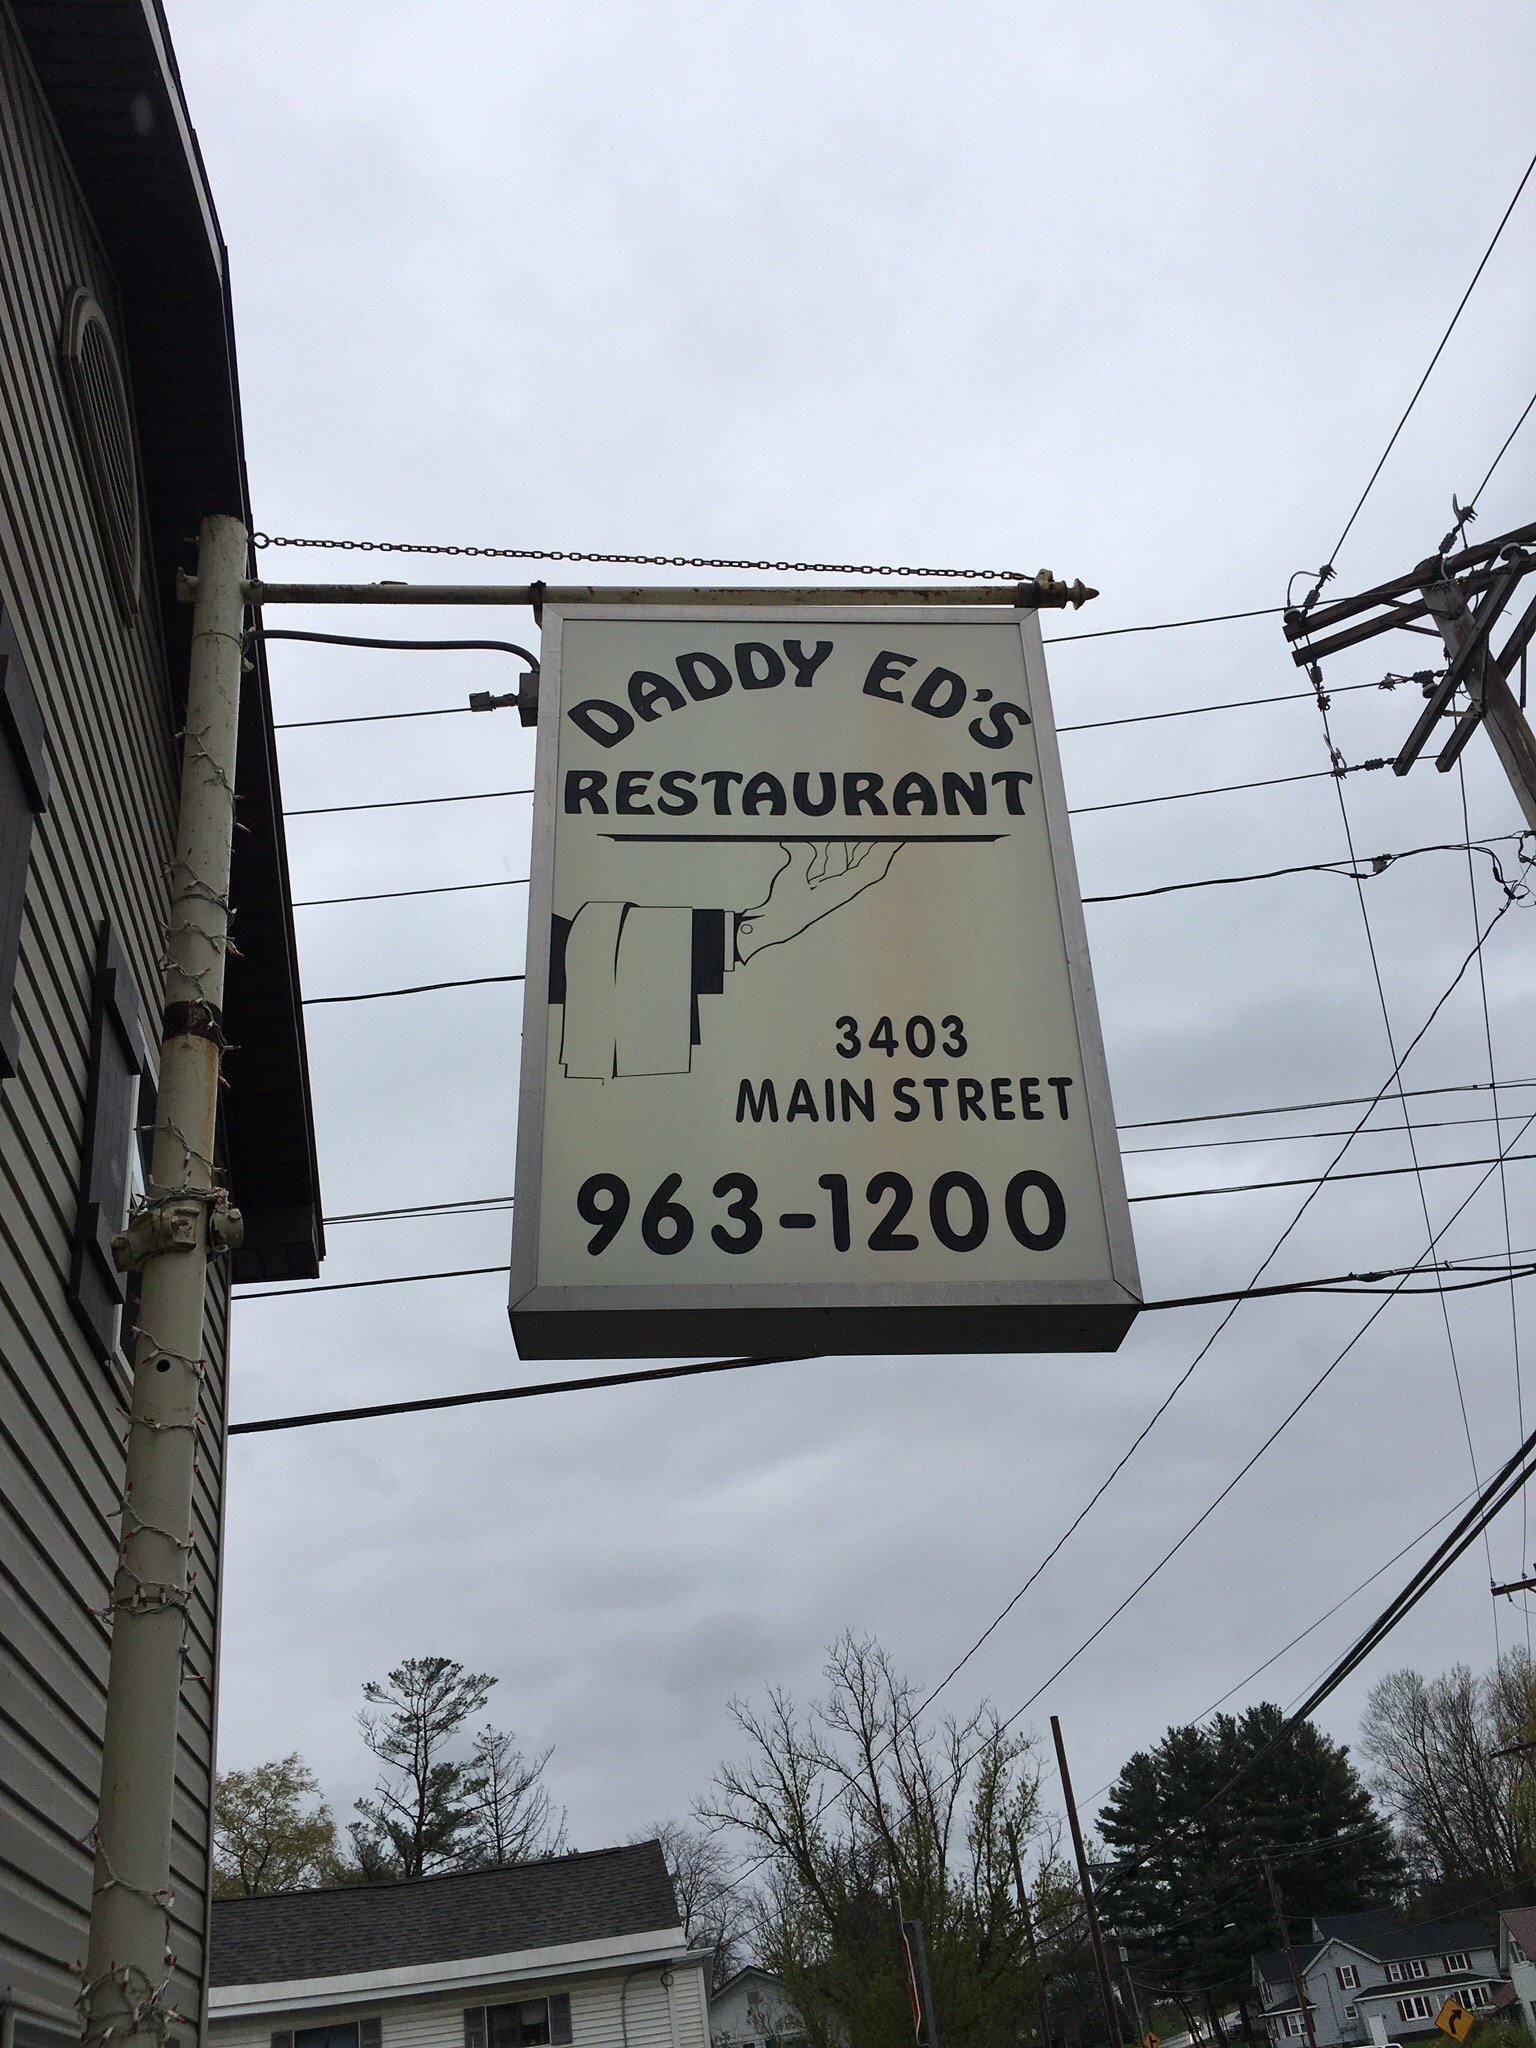 DADDY ED'S
RESTAURANT
3403
MAIN STREET
963-1200